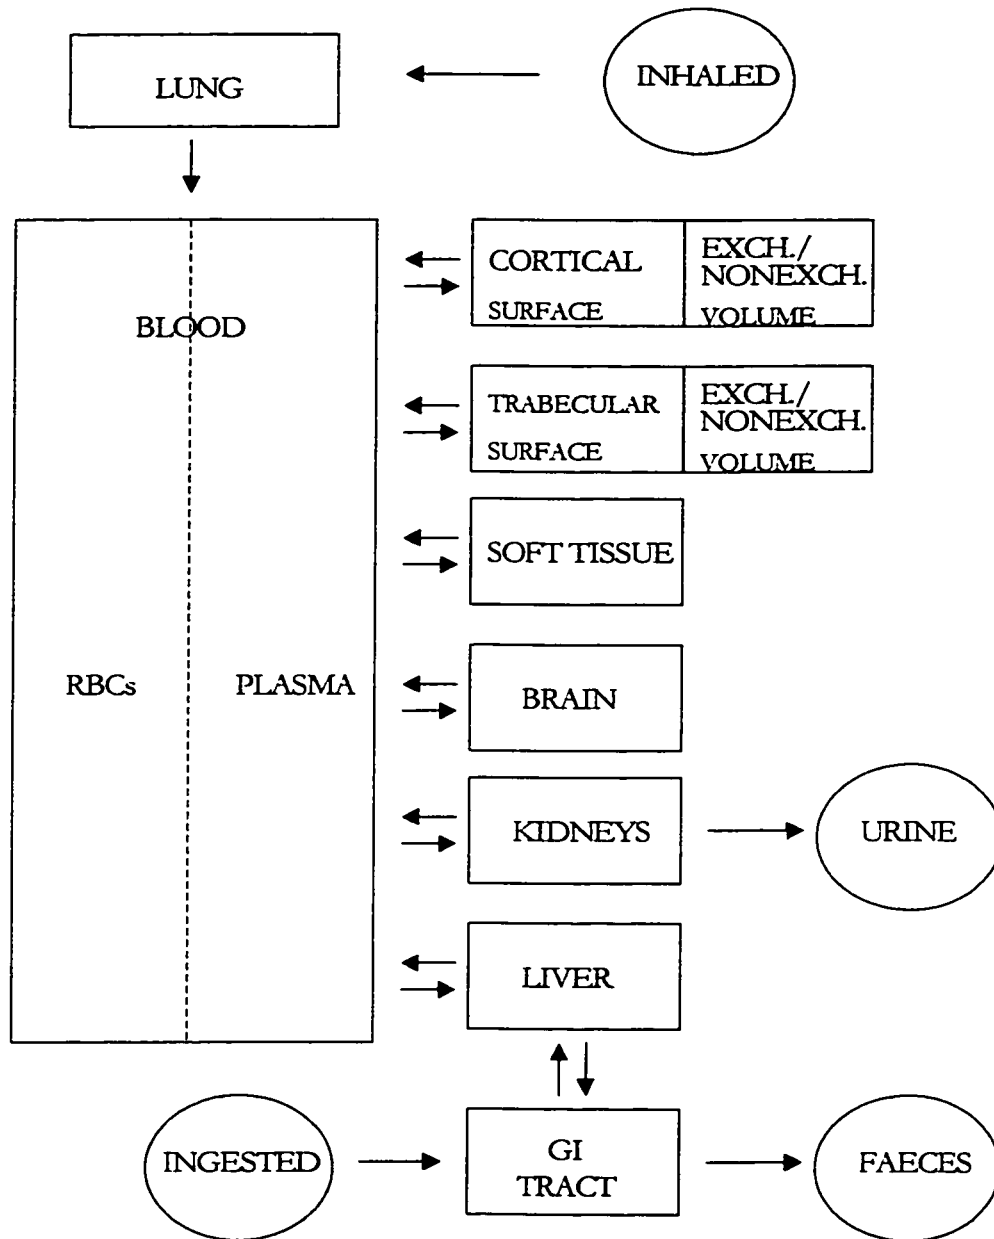 LUNG
INHALED
BLOOD
RBCs
PLASMA
CORTICAL
SURFACE
EXCH./
NONEXCH.
VOLUME
TRABECULAR
SURFACE
EXCH./
NONEXCH.
VOLUME
SOFT TISSUE
BRAIN
KIDNEYS
URINE
LIVER
INGESTED
GI
TRACT
FAECES